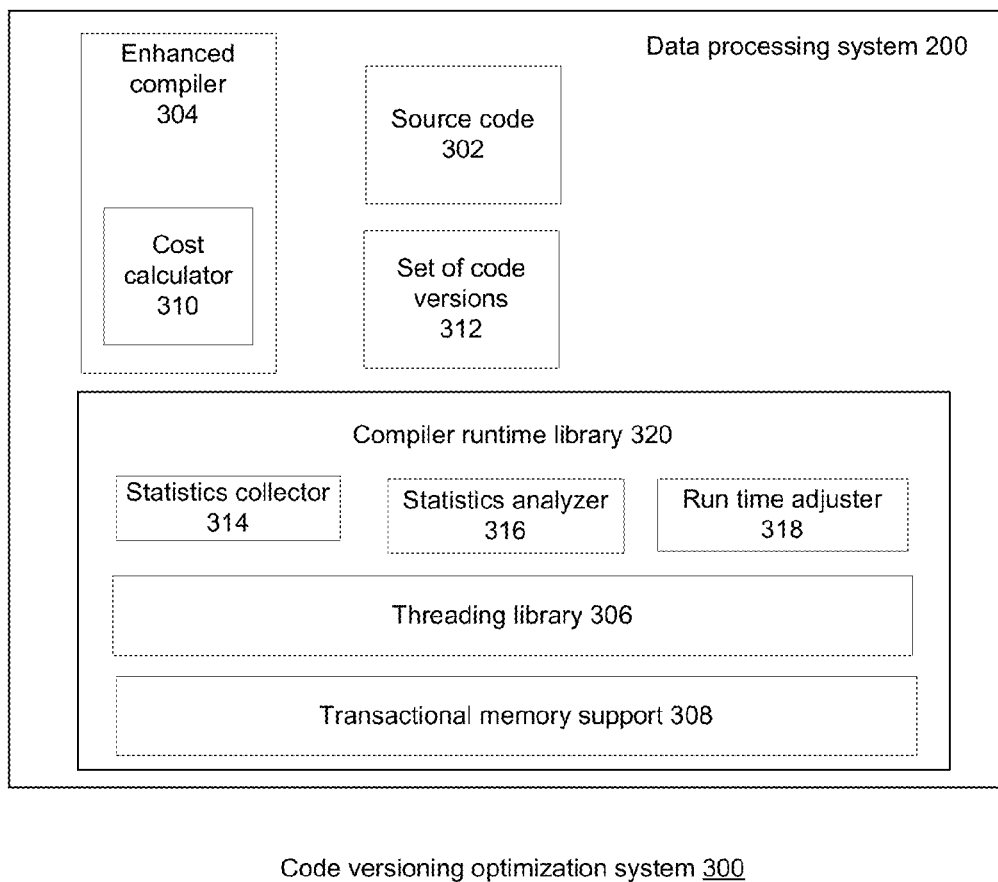 Data processing system 200
Enhanced
compiler
304
Source code
302
Cost
calculator
310
Set of code
versions
312
Compiler runtime library 320
Statistics collector
314
Statistics analyzer
316
Run time adjuster
318
Threading library 306
Transactional memory support 308
Code versioning optimization system 300